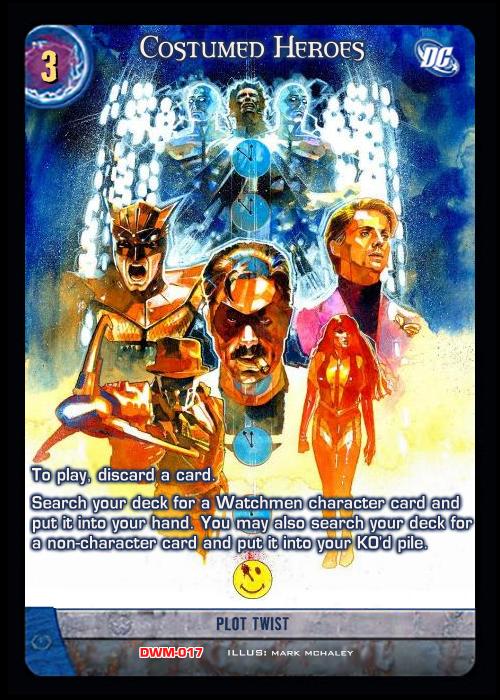 3
Costumed Heroes
DC
To play, discard a card.
Search your deck for a Watchmen character card and
put it into your hand. You may also search your deck for
a non-character card and put it into your KO'd pile.
PLOT TWIST
DWM-017 ILLUS: MARK MCHALEY